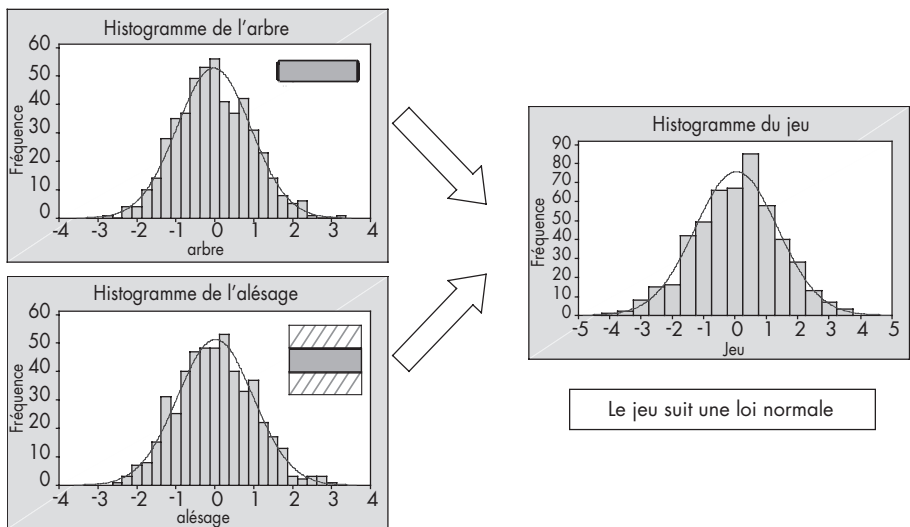 Histogramme de l'arbre
Fréquence
60
50
40
30
20
10
0
-4 -3 -2 -1 0 1 2 3 4
arbre
Histogramme de l'alésage
Fréquence
60
50
40
30
20
10
0
-4 -3 -2 -1 0 1 2 3 4
alésage
Histogramme du jeu
Fréquence
90
80
70
60
50
40
30
20
10
0
-5 -4 -3 -2 -1 0 1 2 3 4 5
Jeu
Le jeu suit une loi normale